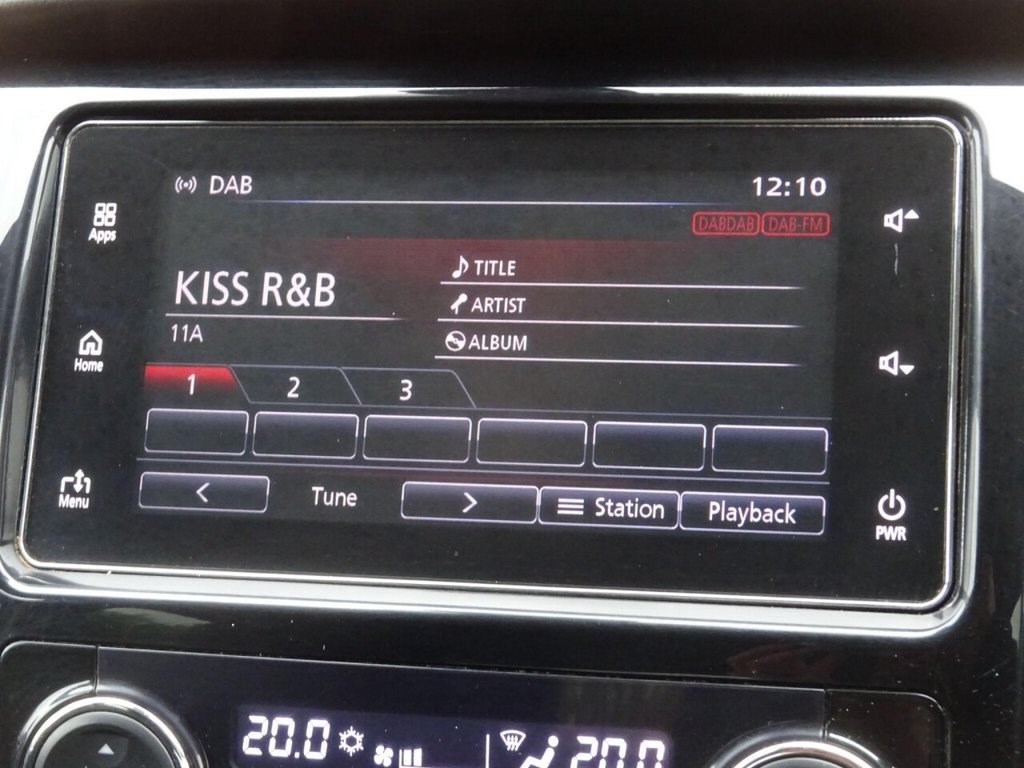 DAB 12:10
DABDAB DAB-FM
Apps
KISS R&B
TITLE
ARTIST
11A
ALBUM
Home
1 2 3
Menu
< Tune > Station Playback
PWR
20.0 20.0